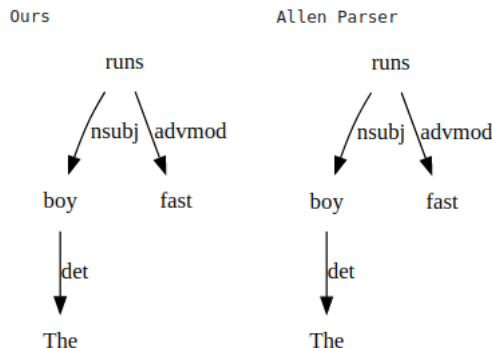 Ours Allen Parser
runs runs
nsubj advmod nsubj advmod
boy fast boy fast
det det
The The